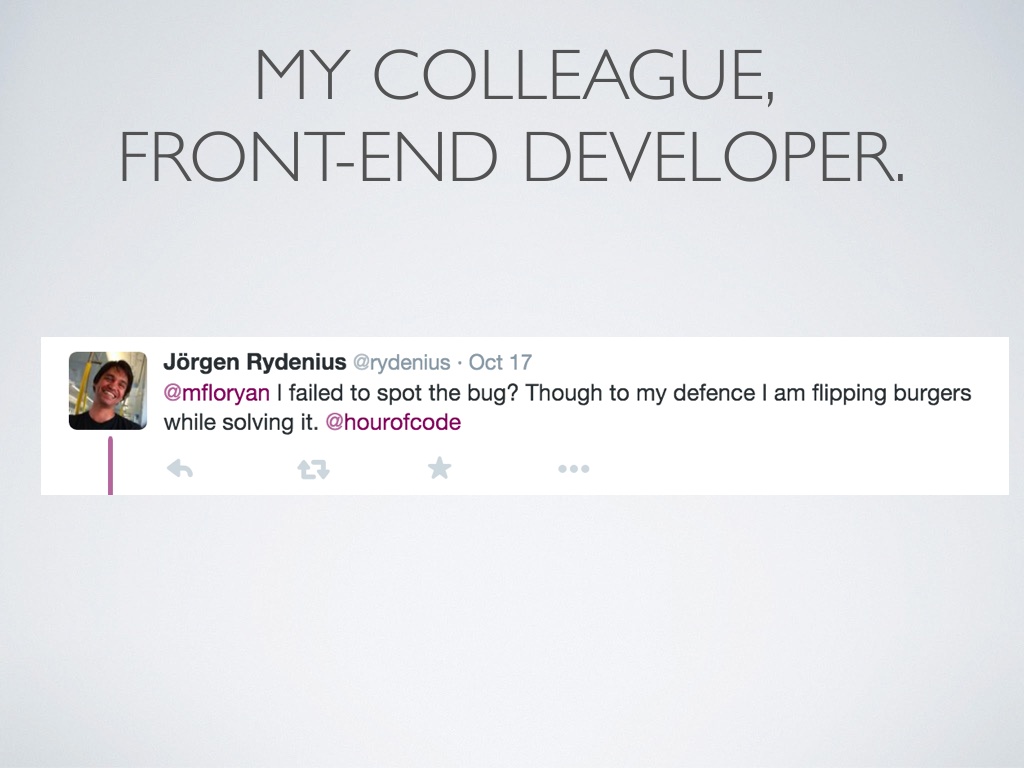 MY COLLEAGUE,
FRONT-END DEVELOPER.
Jörgen Rydenius @rydenius · Oct 17
@mfloryan I failed to spot the bug? Though to my defence I am flipping burgers
while solving it. @hourofcode